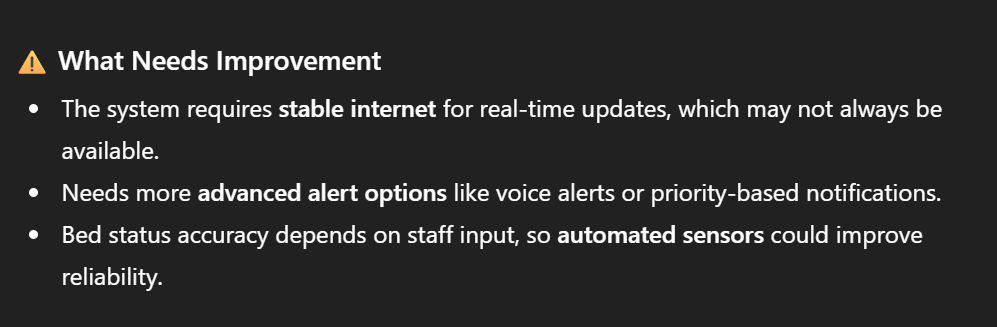 ⚠️ What Needs Improvement
• The system requires stable internet for real-time updates, which may not always be
available.
• Needs more advanced alert options like voice alerts or priority-based notifications.
• Bed status accuracy depends on staff input, so automated sensors could improve
reliability.